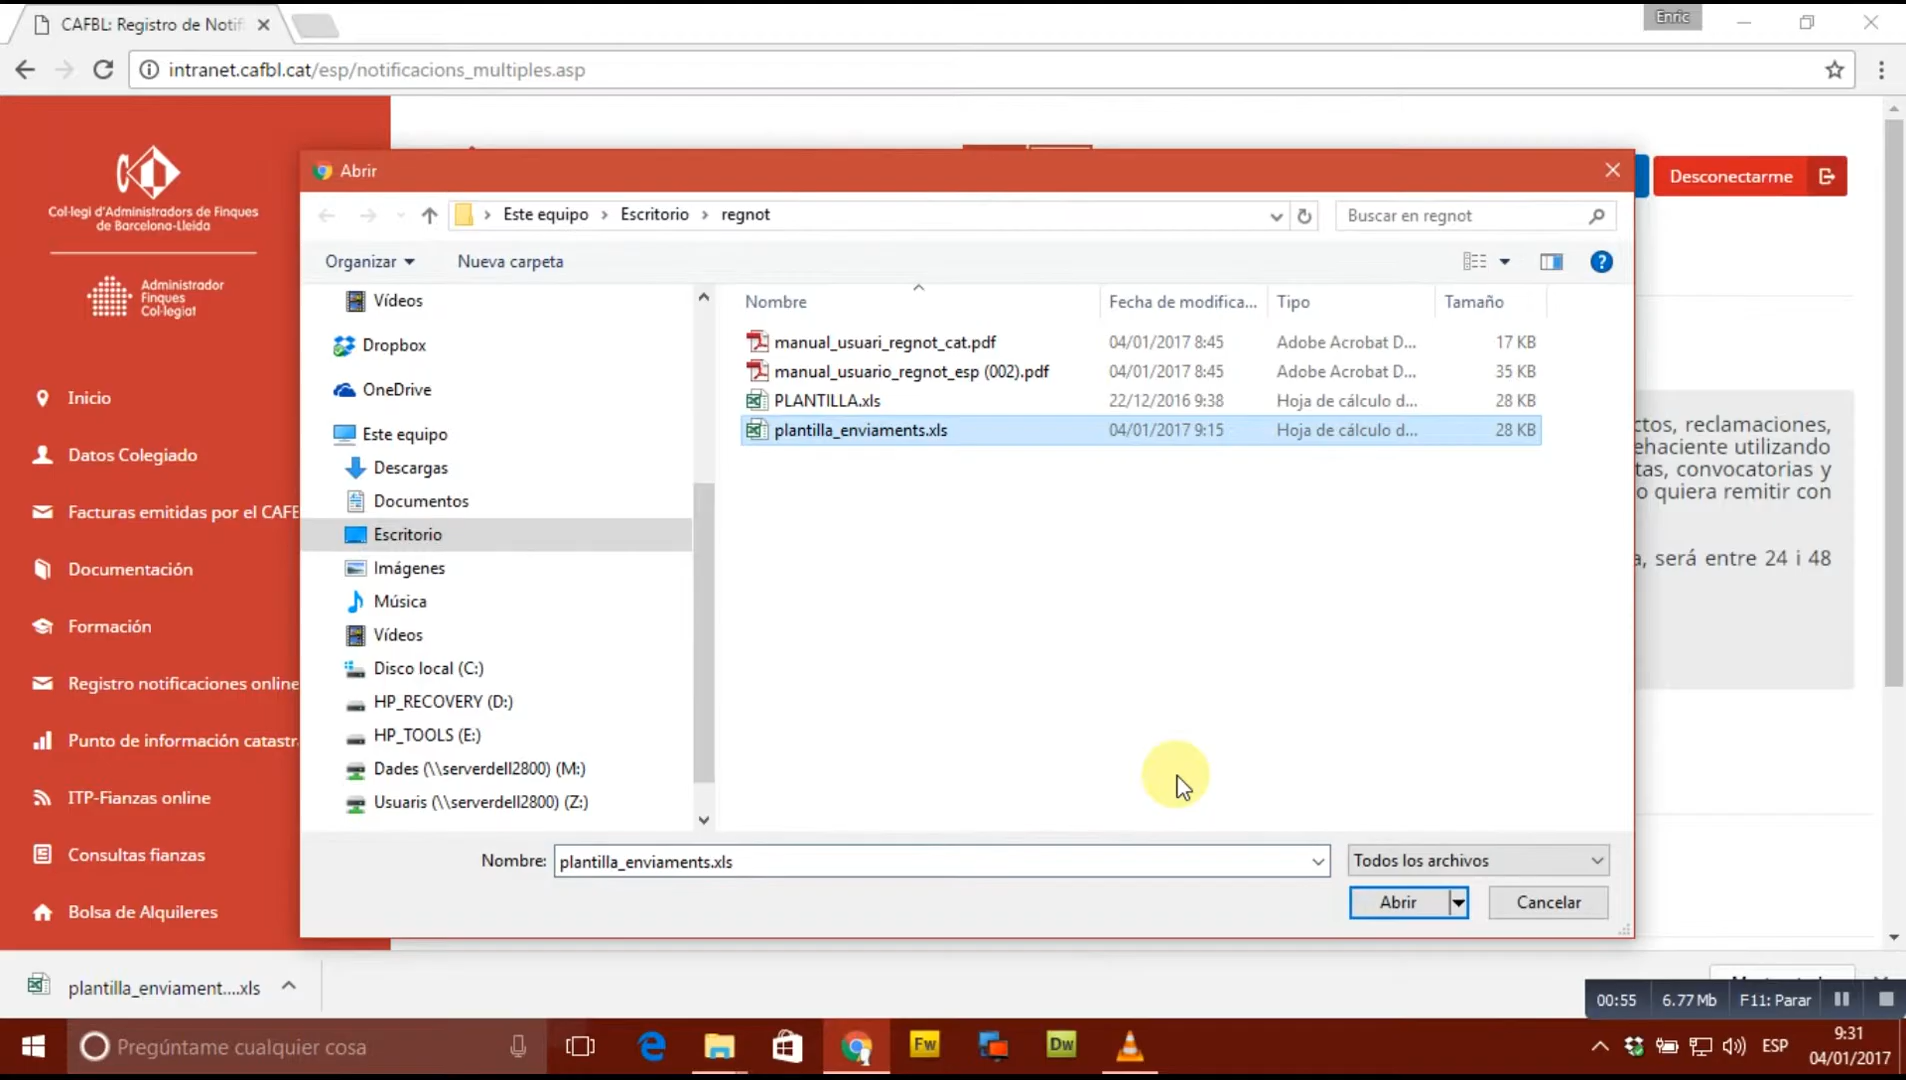 CAFBL: Registro de Notif
Enric
intranet.cafbl.cat/esp/notificacions_multiples.asp
Col·legi d'Administradors de Finques
de Barcelona-Lleida
Administrador
Finques
Col·legiat
Inicio
Datos Colegiado
Facturas emitidas por el CAFB
Documentación
Formación
Registro notificaciones online
Punto de información catastr
ITP-Fianzas online
Consultas fianzas
Bolsa de Alquileres
Desconectarme
Abrir
Este equipo
Escritorio
regnot
Buscar en regnot
Organizar
Nueva carpeta
Vídeos
Dropbox
OneDrive
Este equipo
Descargas
Documentos
Escritorio
Imágenes
Música
Vídeos
Disco local (C:)
HP_RECOVERY (D:)
HP_TOOLS (E:)
Dades (\\serverdell2800) (M:)
Usuaris (\\serverdell2800) (Z:)
Nombre Fecha de modifica... Tipo Tamaño
manual_usuari_regnot_cat.pdf 04/01/2017 8:45 Adobe Acrobat D... 17 KB
manual_usuario_regnot_esp (002).pdf 04/01/2017 8:45 Adobe Acrobat D... 35 KB
PLANTILLA.xls 22/12/2016 9:38 Hoja de cálculo d... 28 KB
plantilla_enviaments.xls 04/01/2017 9:15 Hoja de cálculo d... 28 KB
Nombre: plantilla_enviaments.xls
Todos los archivos
Abrir
Cancelar
ctos, reclamaciones,
ehaciente utilizando
tas, convocatorias y
o quiera remitir con
a, será entre 24 i 48
plantilla_enviament....xls
00:55 6.77 Mb F11: Parar
Pregúntame cualquier cosa
Fw
Dw
ESP
9:31
04/01/2017